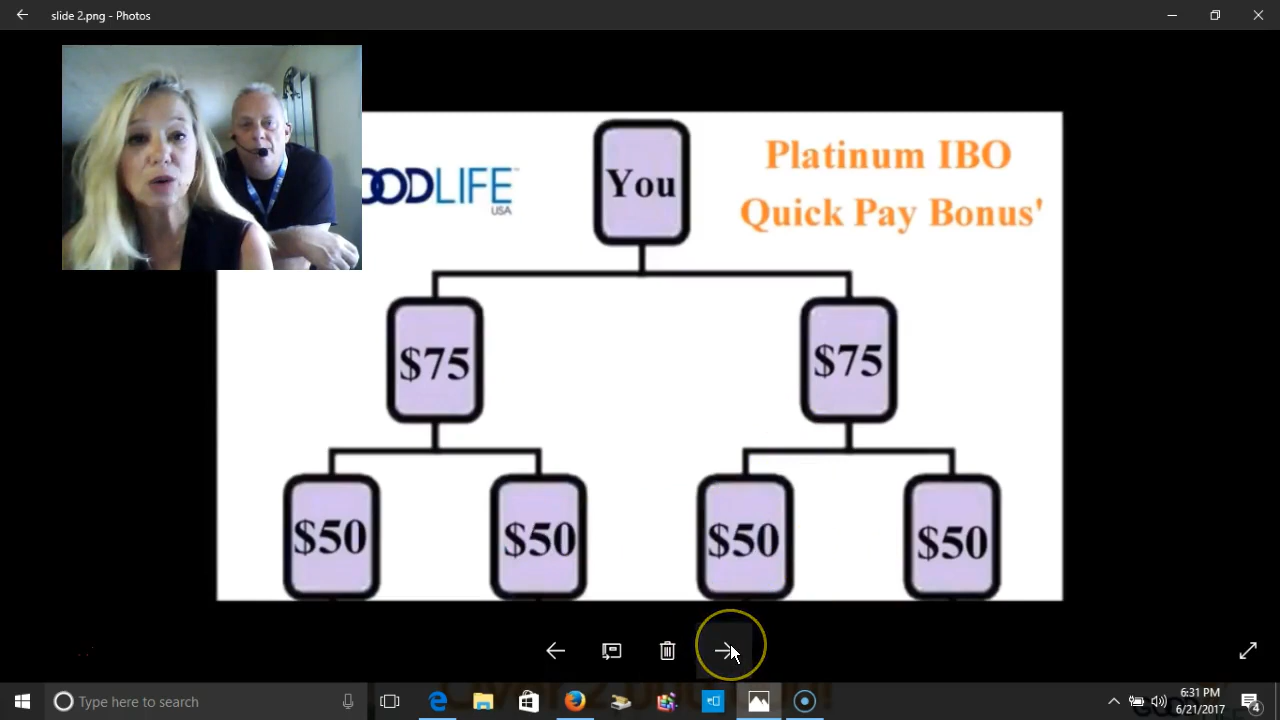 slide 2.png - Photos
OODLIFE
USA
You
Platinum IBO
Quick Pay Bonus'
$75
$75
$50
$50
$50
$50
Type here to search
6:31 PM
6/21/2017
4